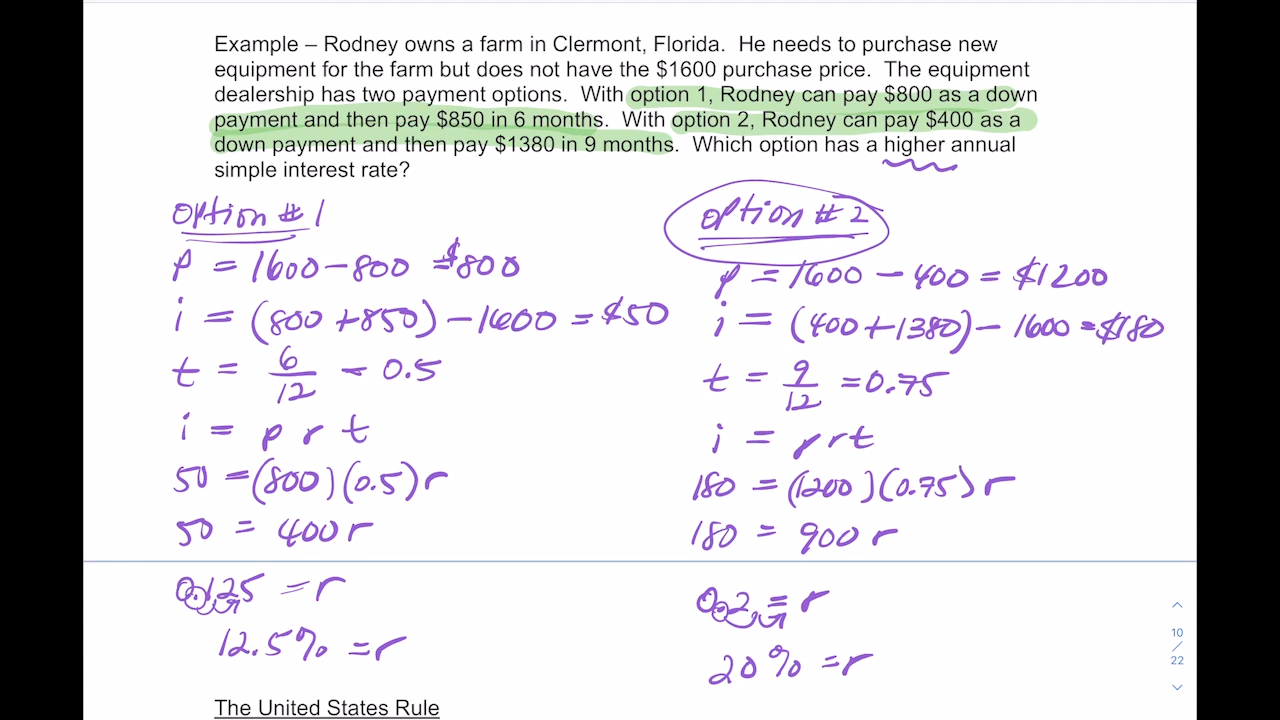 Example – Rodney owns a farm in Clermont, Florida.  He needs to purchase new
equipment for the farm but does not have the $1600 purchase price.  The equipment
dealership has two payment options.  With option 1, Rodney can pay $800 as a down
payment and then pay $850 in 6 months.  With option 2, Rodney can pay $400 as a
down payment and then pay $1380 in 9 months.  Which option has a higher annual
simple interest rate?
Option #1
P = 1600 - 800 = $800
i = (800 + 850) - 1600 = $50
t = 6/12 = 0.5
i = p r t
50 = (800)(0.5) r
50 = 400 r
0.125 = r
12.5% = r
Option #2
p = 1600 - 400 = $1200
i = (400 + 1380) - 1600 = $180
t = 9/12 = 0.75
i = prt
180 = (1200)(0.75) r
180 = 900 r
0.2 = r
20% = r
10
/
22
The United States Rule